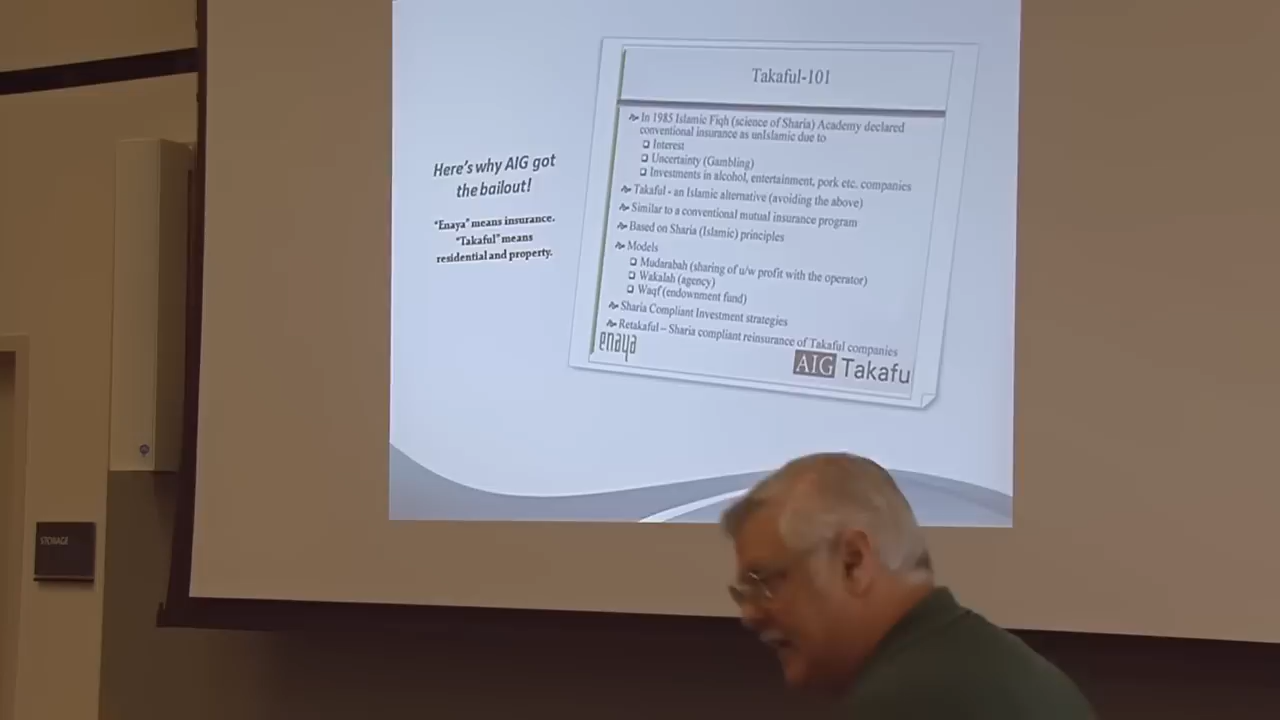 Here's why AIG got
the bailout!
"Enaya" means insurance.
"Takaful" means
residential and property.
Takaful-101
In 1985 Islamic Fiqh (science of Sharia) Academy declared
conventional insurance as unIslamic due to
Interest
Uncertainty (Gambling)
Investments in alcohol, entertainment, pork etc. companies
Takaful - an Islamic alternative (avoiding the above)
Similar to a conventional mutual insurance program
Based on Sharia (Islamic) principles
Models
Mudarabah (sharing of u/w profit with the operator)
Wakalah (agency)
Waqf (endownment fund)
Sharia Compliant Investment strategies
Retakaful – Sharia compliant reinsurance of Takaful companies
enaya
AIG Takafu
STORAGE